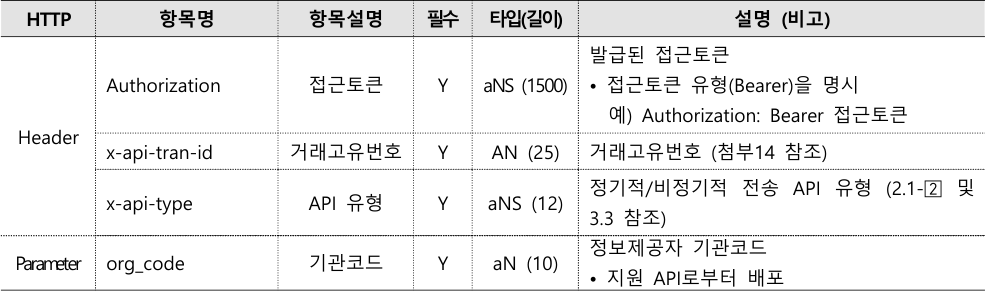 HTTP 항목명 항목설명 필수 타입(길이) 설명 (비고)
Header
Authorization 접근토큰 Y aNS (1500)
발급된 접근토큰
• 접근토큰 유형(Bearer)을 명시
예) Authorization: Bearer 접근토큰
x-api-tran-id 거래고유번호 Y AN (25) 거래고유번호 (첨부14 참조)
x-api-type API 유형 Y aNS (12)
정기적/비정기적 전송 API 유형 (2.1-② 및
3.3 참조)
Parameter org_code 기관코드 Y aN (10)
정보제공자 기관코드
• 지원 API로부터 배포